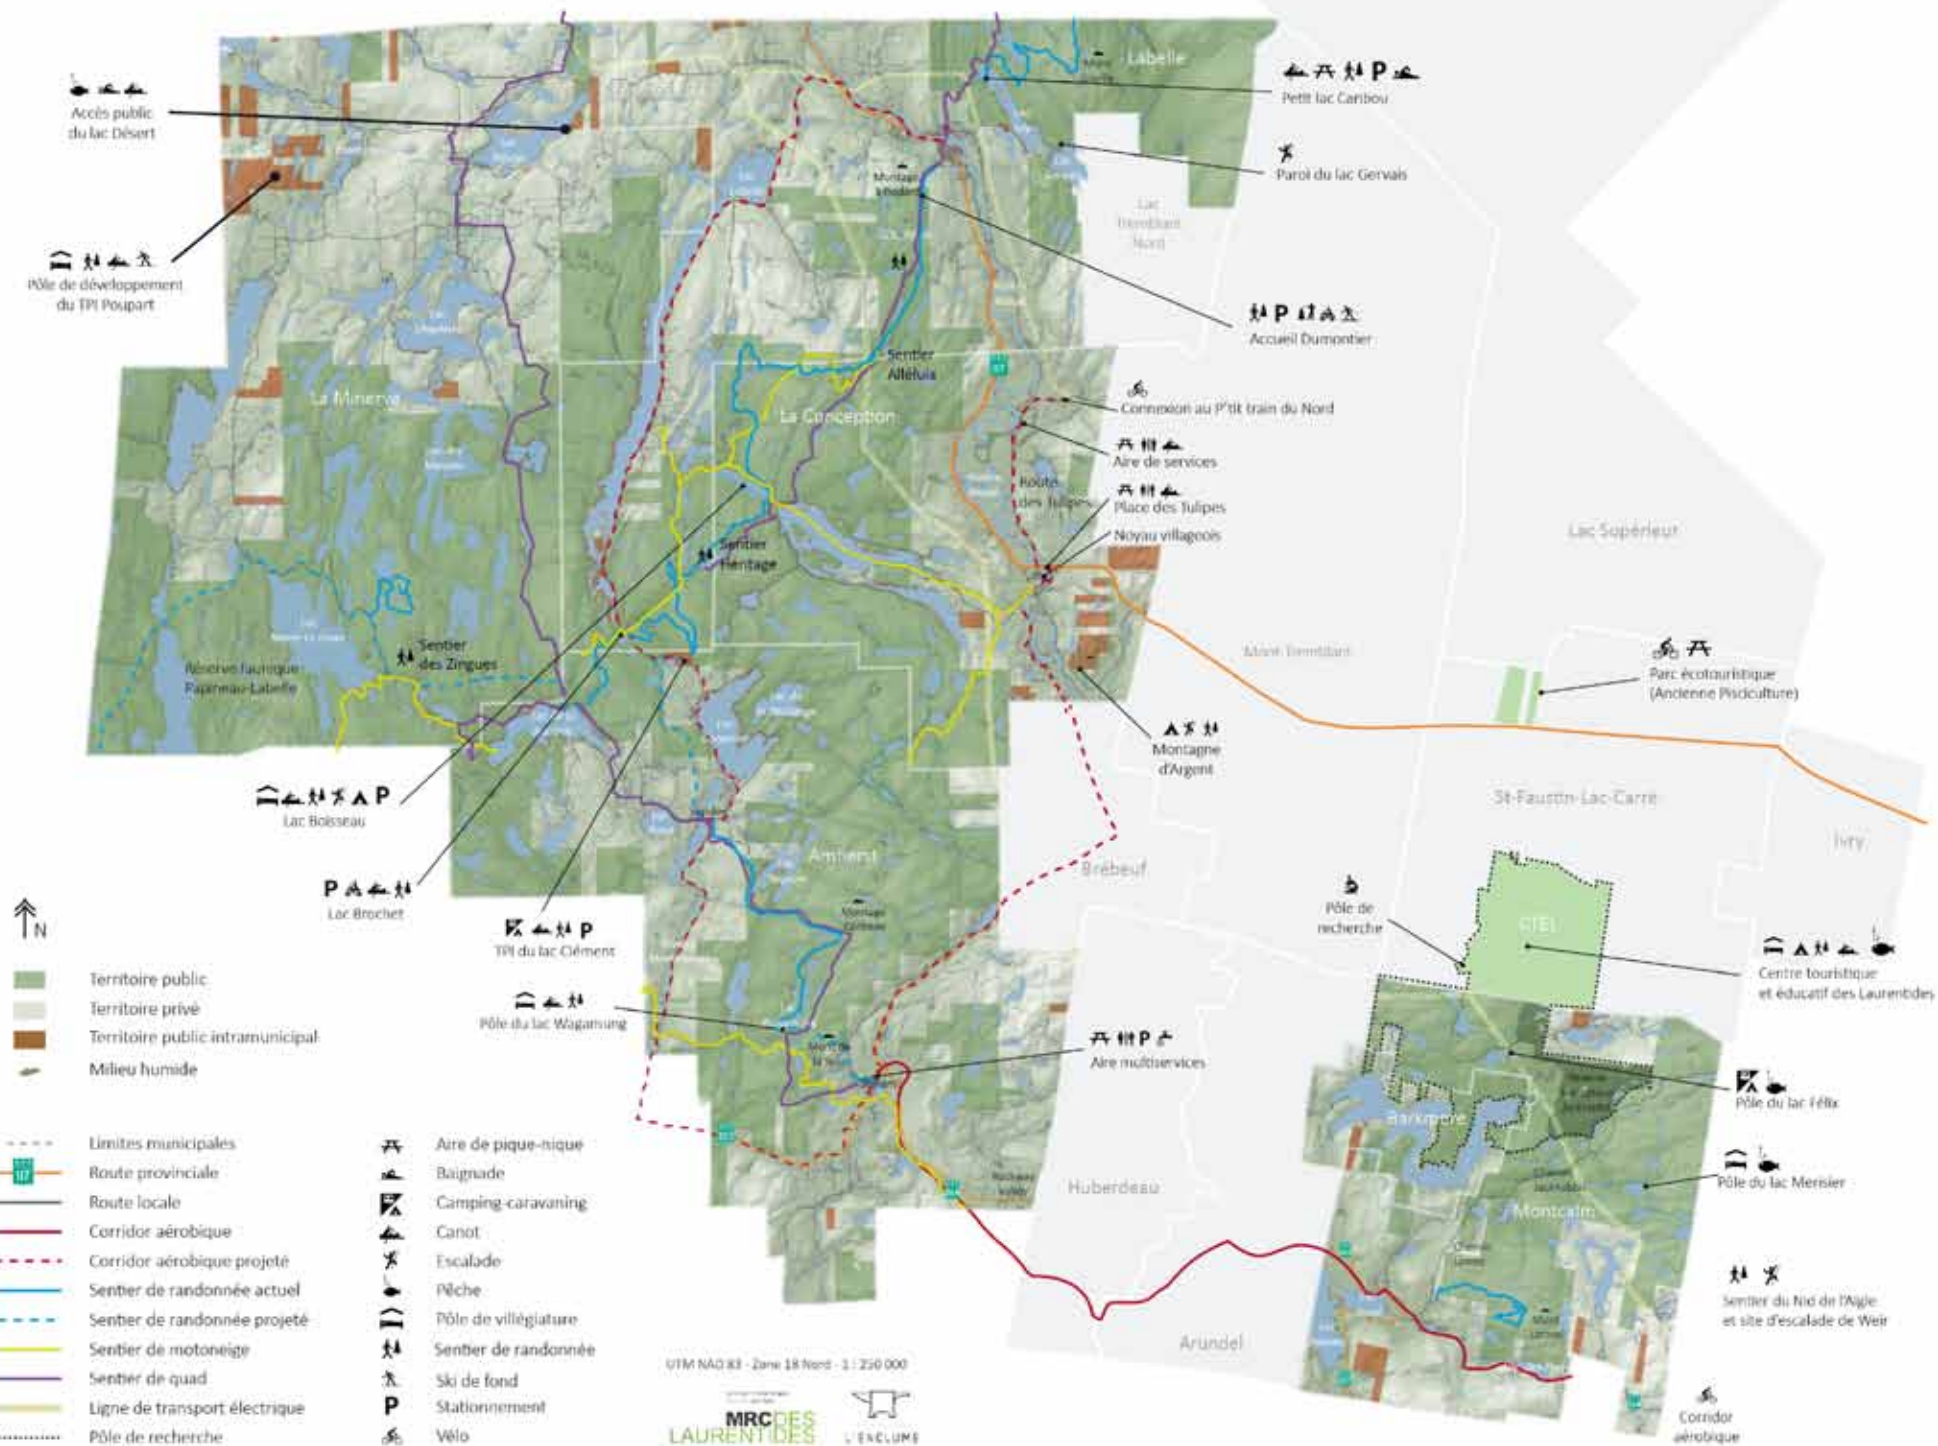 Labelle
Petit lac Caribou
Accès public
du lac Désert
Paroi du lac Gervais
Lac
Tremblant
Nord
Pôle de développement
du TPI Poupart
Accueil Dumontier
Sentier
Alléluia
La Minerve
La Conception
Connexion au P'tit train du Nord
Aire de services
Route
des Tulipes
Place des Tulipes
Noyau villageois
Lac Supérieur
Sentier
Héritage
Mont-Tremblant
Sentier
des Zingues
Réserve faunique
Papineau-Labelle
Parc écotouristique
(Ancienne Pisciculture)
Montagne
d'Argent
St-Faustin-Lac-Carré
Lac Boisseau
Ivry
Amherst
Brébeuf
Lac Brochet
Pôle de
recherche
CTEL
TPI du lac Clément
Centre touristique
et éducatif des Laurentides
Pôle du lac Wagamung
Aire multiservices
Pôle du lac Félix
Barkmere
Pôle du lac Merisier
Huberdeau
Montcalm
Sentier du Nid de l'Aigle
et site d'escalade de Weir
Arundel
Corridor
aérobique
N
Territoire public
Territoire privé
Territoire public intramunicipal
Milieu humide
Limites municipales
117
Route provinciale
Route locale
Corridor aérobique
Corridor aérobique projeté
Sentier de randonnée actuel
Sentier de randonnée projeté
Sentier de motoneige
Sentier de quad
Ligne de transport électrique
Pôle de recherche
Aire de pique-nique
Baignade
Camping-caravaning
Canot
Escalade
Pêche
Pôle de villégiature
Sentier de randonnée
Ski de fond
P Stationnement
Vélo
UTM NAD 83 - Zone 18 Nord - 1 : 250 000
MRC DES
LAURENTIDES
L'ENCLUME